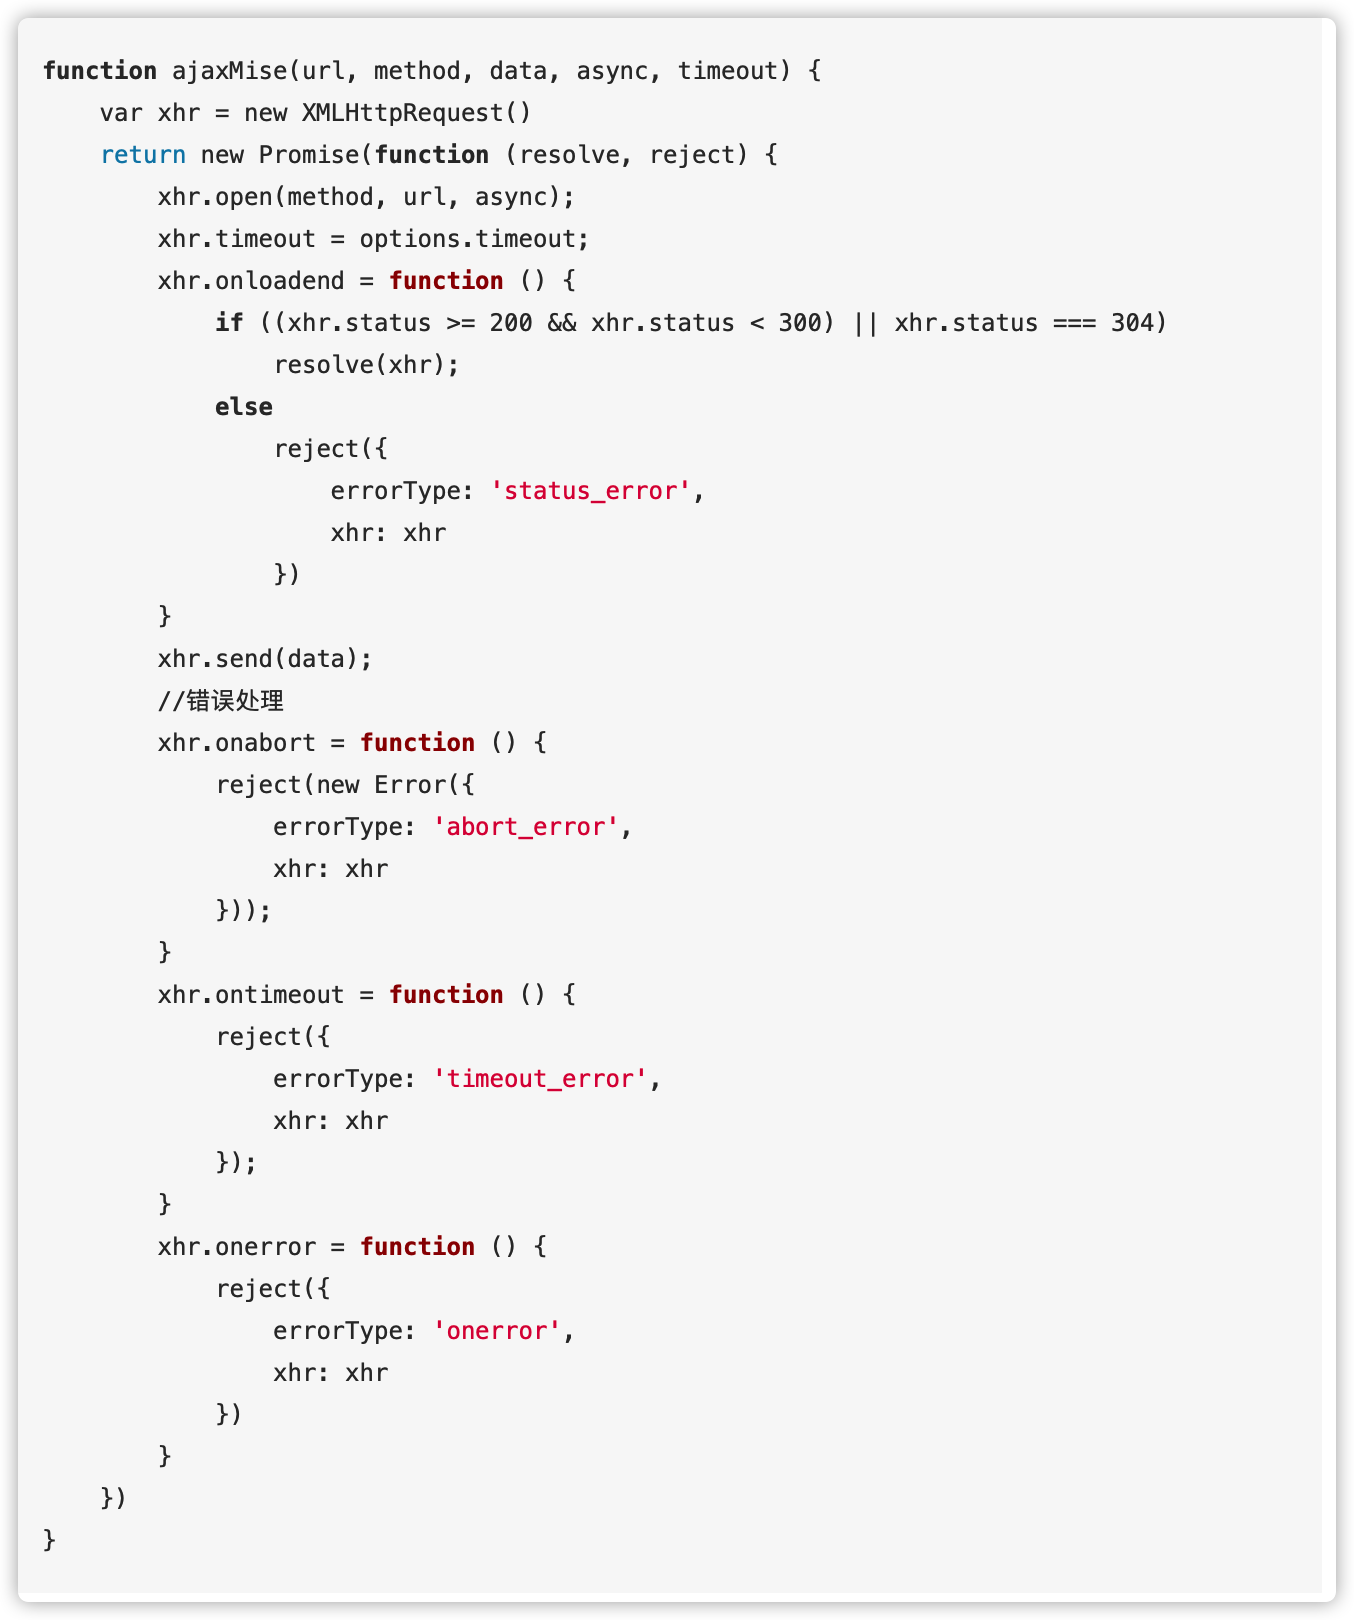 function ajaxMise(url, method, data, async, timeout) {
    var xhr = new XMLHttpRequest()
    return new Promise(function (resolve, reject) {
        xhr.open(method, url, async);
        xhr.timeout = options.timeout;
        xhr.onloadend = function () {
            if ((xhr.status >= 200 && xhr.status < 300) || xhr.status === 304)
                resolve(xhr);
            else
                reject({
                    errorType: 'status_error',
                    xhr: xhr
                })
        }
        xhr.send(data);
        //错误处理
        xhr.onabort = function () {
            reject(new Error({
                errorType: 'abort_error',
                xhr: xhr
            }));
        }
        xhr.ontimeout = function () {
            reject({
                errorType: 'timeout_error',
                xhr: xhr
            });
        }
        xhr.onerror = function () {
            reject({
                errorType: 'onerror',
                xhr: xhr
            })
        }
    })
}